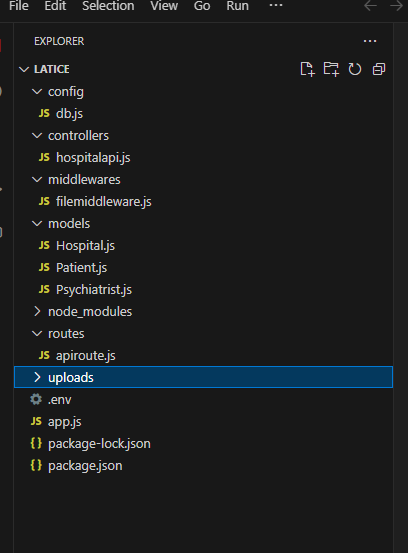 File Edit Selection View Go Run ···
EXPLORER ···
LATICE
config
JS db.js
controllers
JS hospitalapi.js
middlewares
JS filemiddleware.js
models
JS Hospital.js
JS Patient.js
JS Psychiatrist.js
node_modules
routes
JS apiroute.js
uploads
.env
JS app.js
{} package-lock.json
{} package.json